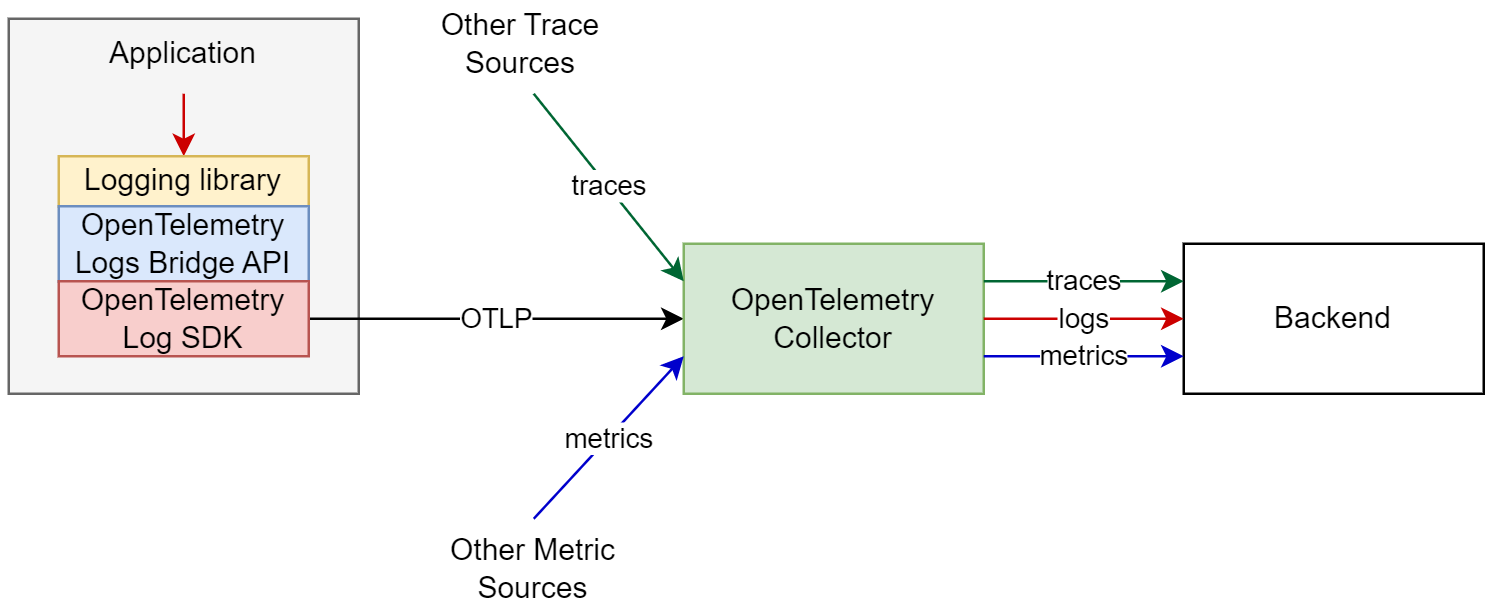 Application
Logging library
OpenTelemetry
Logs Bridge API
OpenTelemetry
Log SDK
Other Trace
Sources
traces
OTLP
metrics
Other Metric
Sources
OpenTelemetry
Collector
traces
logs
metrics
Backend